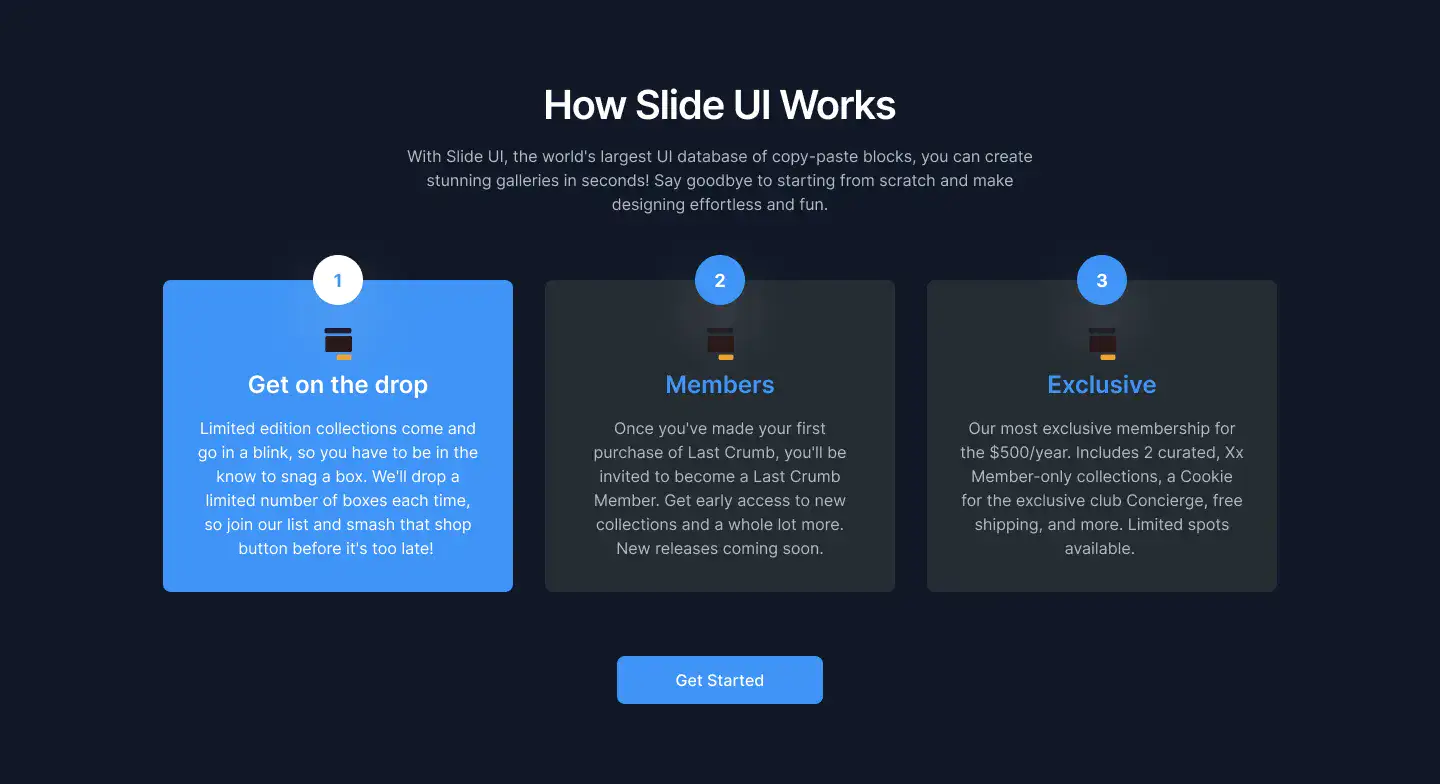 How Slide UI Works
With Slide UI, the world's largest UI database of copy-paste blocks, you can create
stunning galleries in seconds! Say goodbye to starting from scratch and make
designing effortless and fun.
1
Get on the drop
Limited edition collections come and
go in a blink, so you have to be in the
know to snag a box. We'll drop a
limited number of boxes each time,
so join our list and smash that shop
button before it's too late!
2
Members
Once you've made your first
purchase of Last Crumb, you'll be
invited to become a Last Crumb
Member. Get early access to new
collections and a whole lot more.
New releases coming soon.
3
Exclusive
Our most exclusive membership for
the $500/year. Includes 2 curated, Xx
Member-only collections, a Cookie
for the exclusive club Concierge, free
shipping, and more. Limited spots
available.
Get Started